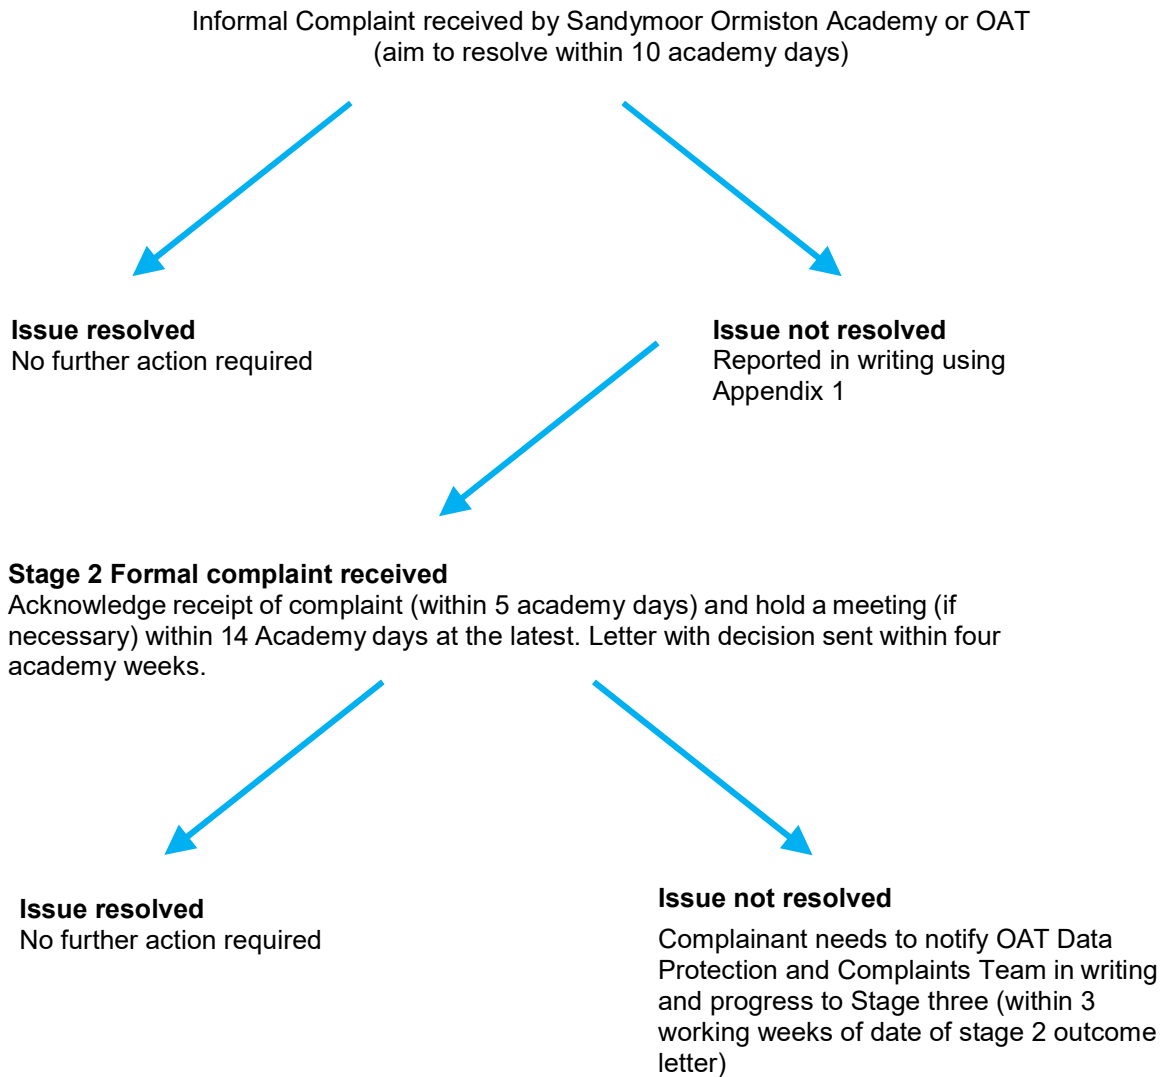 Informal Complaint received by Sandymoor Ormiston Academy or OAT
(aim to resolve within 10 academy days)
Issue resolved
No further action required
Issue not resolved
Reported in writing using
Appendix 1
Stage 2 Formal complaint received
Acknowledge receipt of complaint (within 5 academy days) and hold a meeting (if
necessary) within 14 Academy days at the latest. Letter with decision sent within four
academy weeks.
Issue resolved
No further action required
Issue not resolved
Complainant needs to notify OAT Data
Protection and Complaints Team in writing
and progress to Stage three (within 3
working weeks of date of stage 2 outcome
letter)